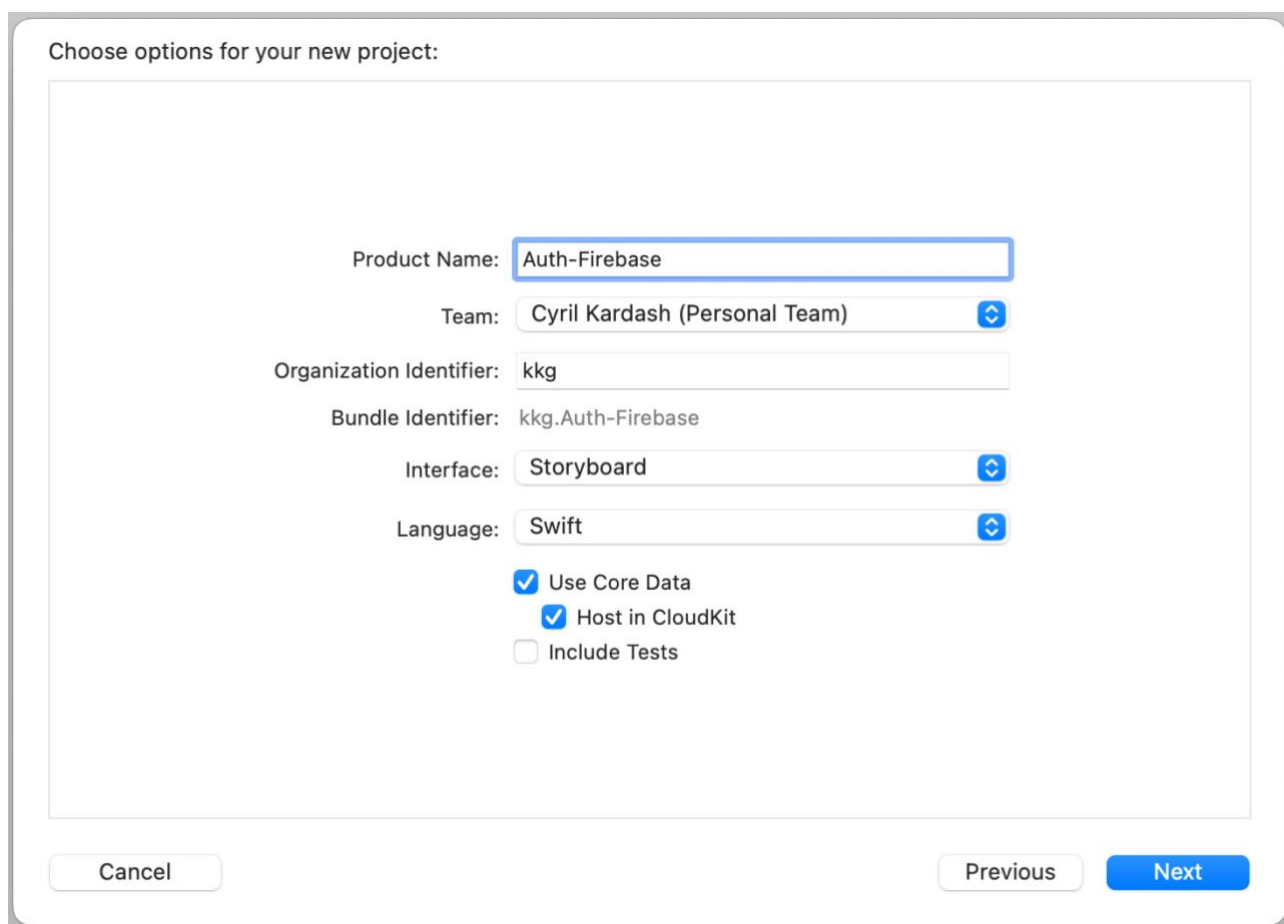 Choose options for your new project:
Product Name: Auth-Firebase
Team: Cyril Kardash (Personal Team)
Organization Identifier: kkg
Bundle Identifier: kkg.Auth-Firebase
Interface: Storyboard
Language: Swift
Use Core Data
Host in CloudKit
Include Tests
Cancel Previous Next